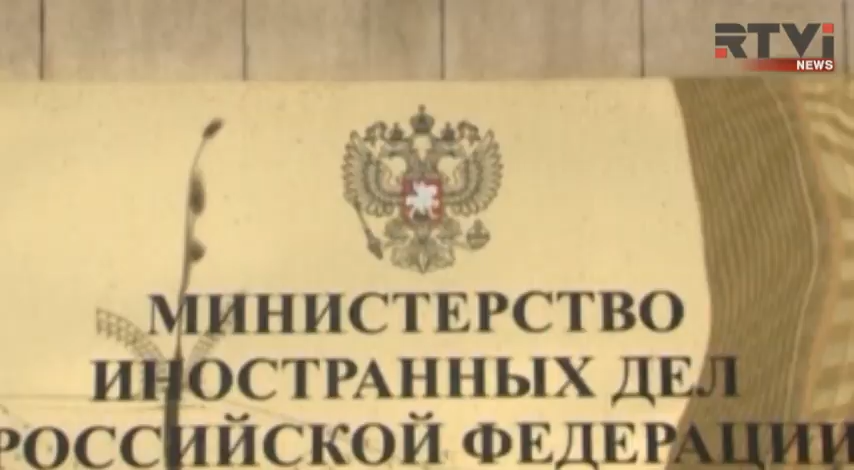 RTVi
NEWS
МИНИСТЕРСТВО
ИНОСТРАННЫХ ДЕЛ
РОССИЙСКОЙ ФЕДЕРАЦИИ